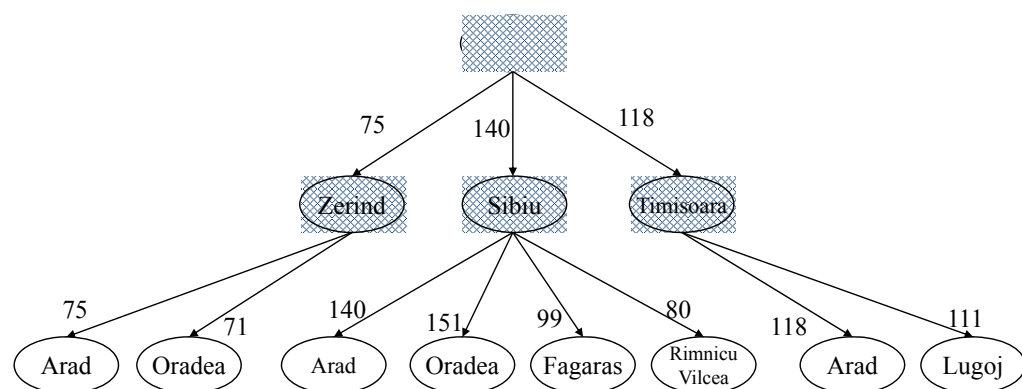 75
140
118
Zerind
Sibiu
Timisoara
75
71
140
151
99
80
118
111
Arad
Oradea
Arad
Oradea
Fagaras
Rimnicu
Vilcea
Arad
Lugoj